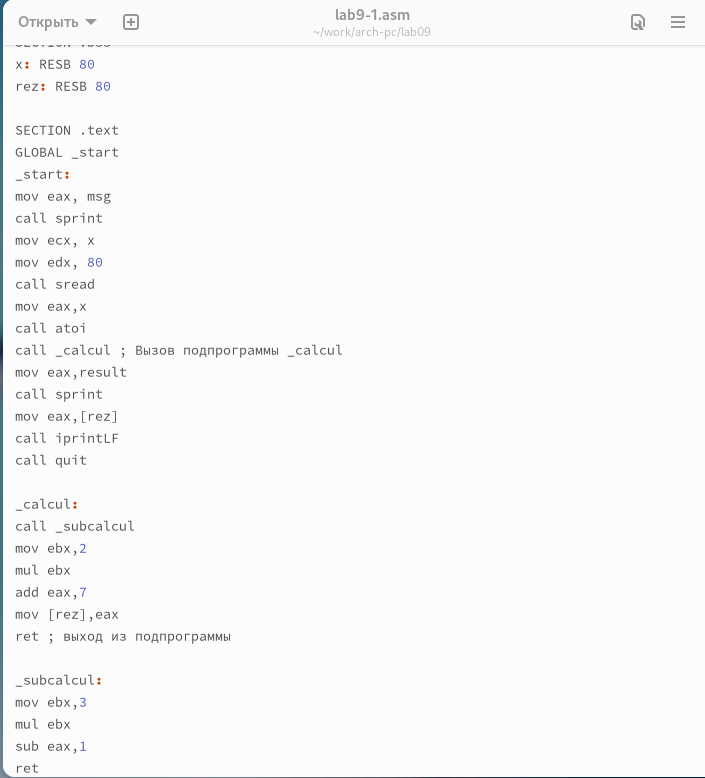 Открыть
lab9-1.asm
~/work/arch-pc/lab09
x: RESB 80
rez: RESB 80
SECTION .text
GLOBAL _start
_start:
mov eax, msg
call sprint
mov ecx, x
mov edx, 80
call sread
mov eax,x
call atoi
call _calcul ; Вызов подпрограммы _calcul
mov eax,result
call sprint
mov eax,[rez]
call iprintLF
call quit
_calcul:
call _subcalcul
mov ebx,2
mul ebx
add eax,7
mov [rez],eax
ret ; выход из подпрограммы
_subcalcul:
mov ebx,3
mul ebx
sub eax,1
ret